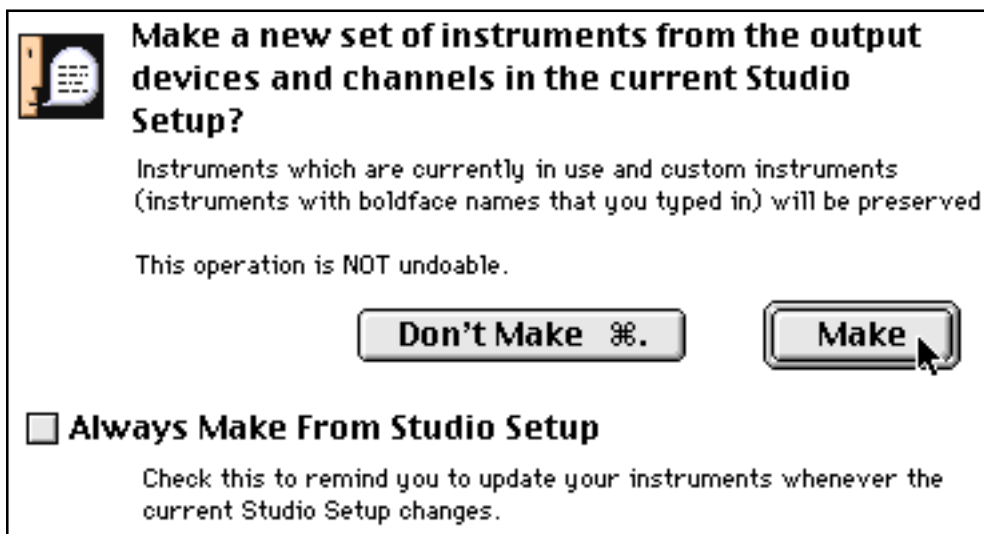 Make a new set of instruments from the output
devices and channels in the current Studio
Setup?
Instruments which are currently in use and custom instruments
(instruments with boldface names that you typed in) will be preserved
This operation is NOT undoable.
Don't Make ⌘. Make
Always Make From Studio Setup
Check this to remind you to update your instruments whenever the
current Studio Setup changes.